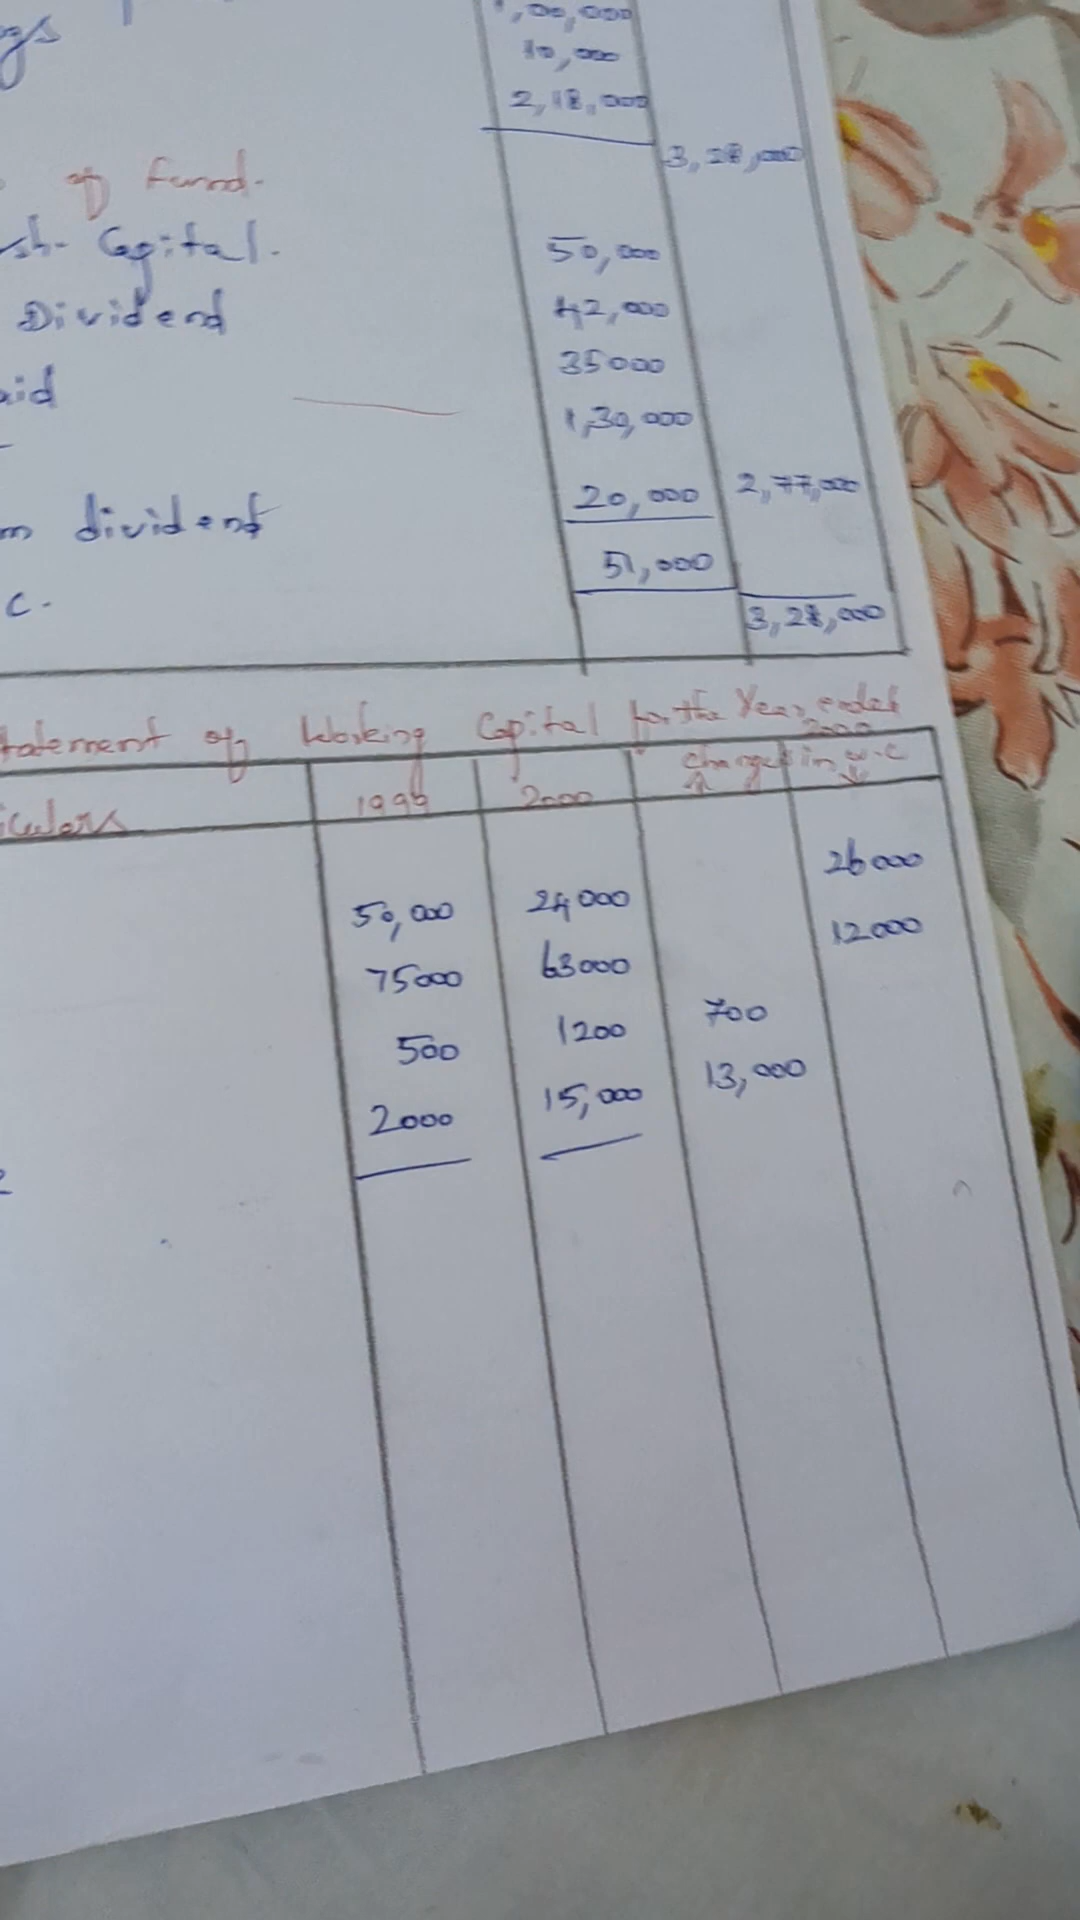 ,00,000
10,000
2,18,000
3,28,000
of fund.
sh- Capital. 50,000
Dividend 42,000
aid 35000
1,30,000
20,000 2,77,000
m dividend
51,000
C. 3,28,000
tatement of Working Capital for the Year ended 2000
iculars 1999 2000 changes in w.c
↑ ↓
50,000 24,000 26000
75000 63000 12000
500 1200 700
2000 15,000 13,000